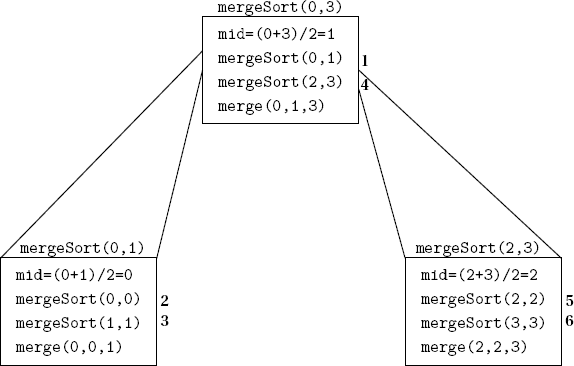 mergeSort(0,3)
mid=(0+3)/2=1
mergeSort(0,1) 1
mergeSort(2,3) 4
merge(0,1,3)
mergeSort(0,1)
mid=(0+1)/2=0
mergeSort(0,0) 2
mergeSort(1,1) 3
merge(0,0,1)
mergeSort(2,3)
mid=(2+3)/2=2
mergeSort(2,2) 5
mergeSort(3,3) 6
merge(2,2,3)